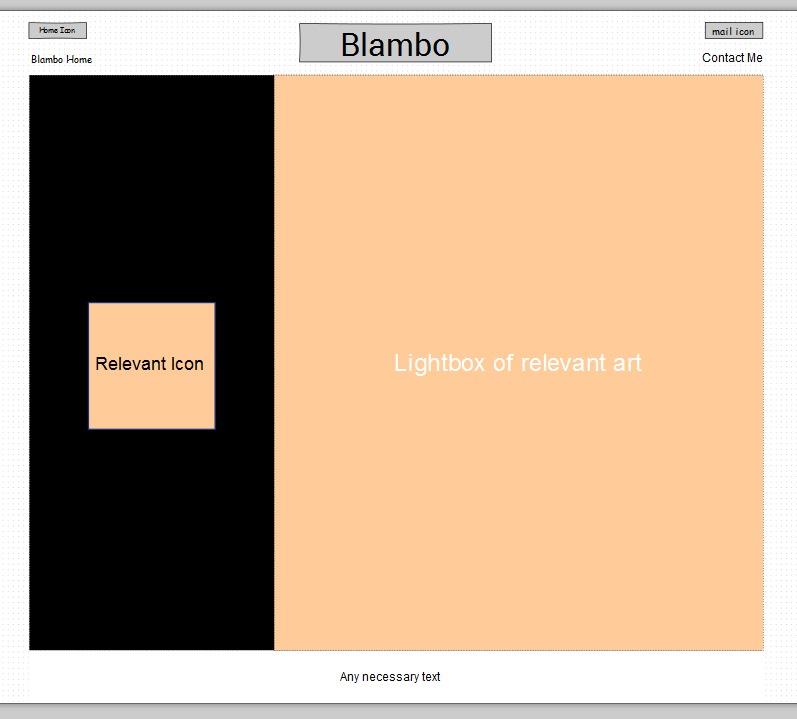 Home Icon
Blambo
mail icon
Blambo Home
Contact Me
Relevant Icon
Lightbox of relevant art
Any necessary text